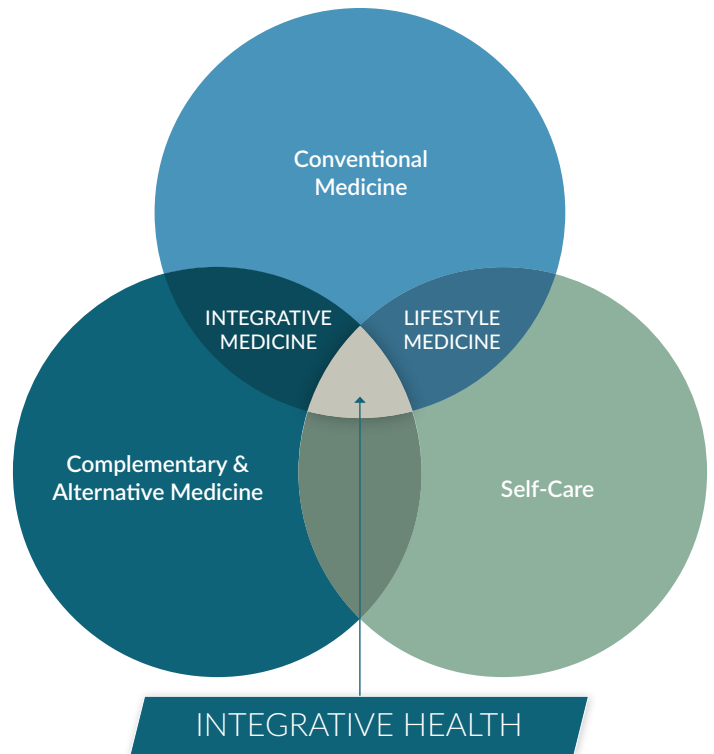 Conventional
Medicine
INTEGRATIVE
MEDICINE
LIFESTYLE
MEDICINE
Complementary &
Alternative Medicine
Self-Care
INTEGRATIVE HEALTH